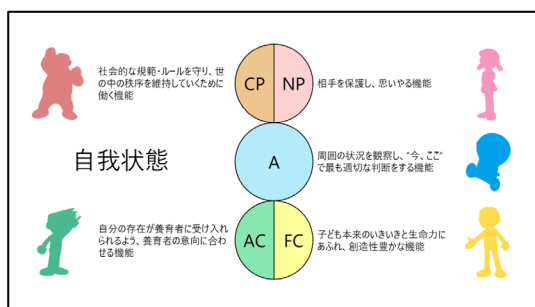 社会的な規範・ルールを守り、世
の中の秩序を維持していくために
働く機能
CP
NP
相手を保護し、思いやる機能
自我状態
A
周囲の状況を観察し、“今、ここ”
で最も適切な判断をする機能
自分の存在が養育者に受け入れ
られるよう、養育者の意向に合わ
せる機能
AC
FC
子ども本来のいきいきと生命力に
あふれ、創造性豊かな機能